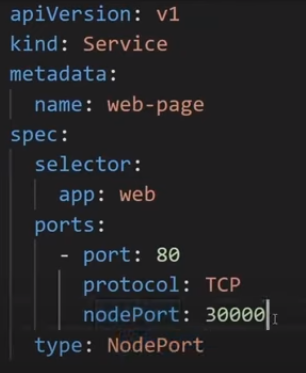 apiVersion: v1
kind: Service
metadata:
  name: web-page
spec:
  selector:
    app: web
  ports:
    - port: 80
      protocol: TCP
      nodePort: 30000
  type: NodePort